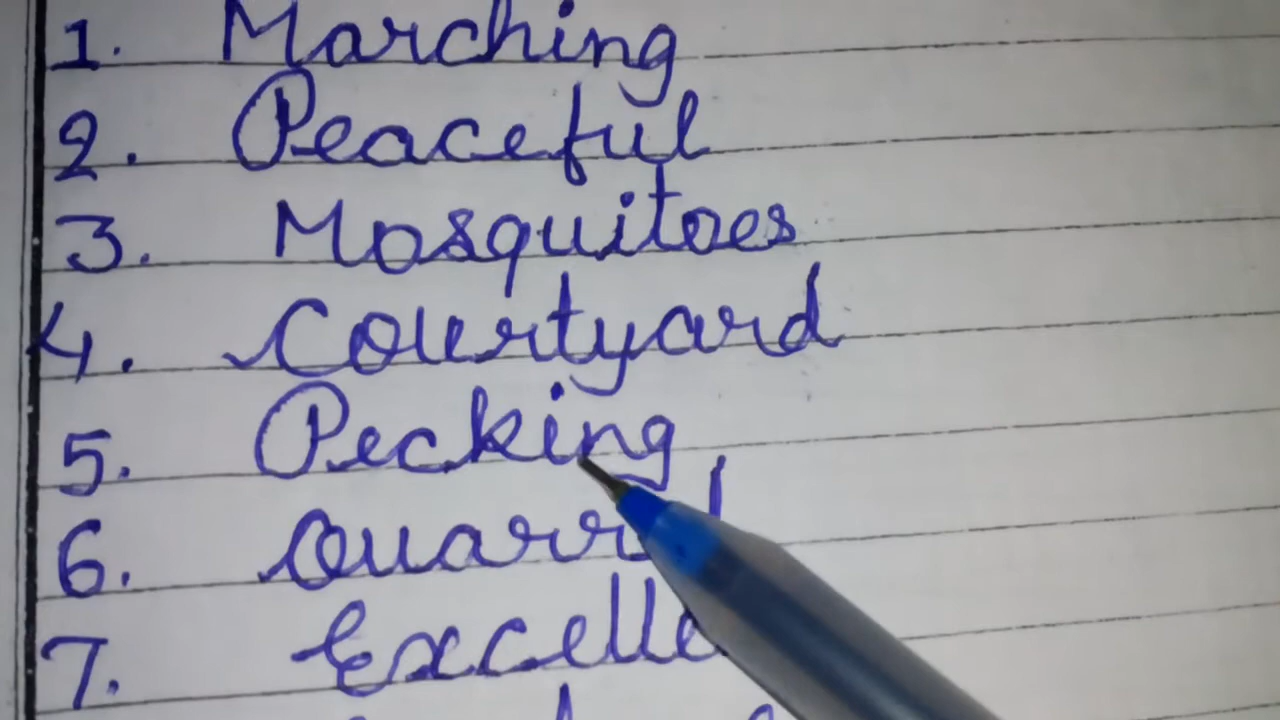 1. Marching
2. Peaceful
3. Mosquitoes
4. Courtyard
5. Pecking
6.
7.